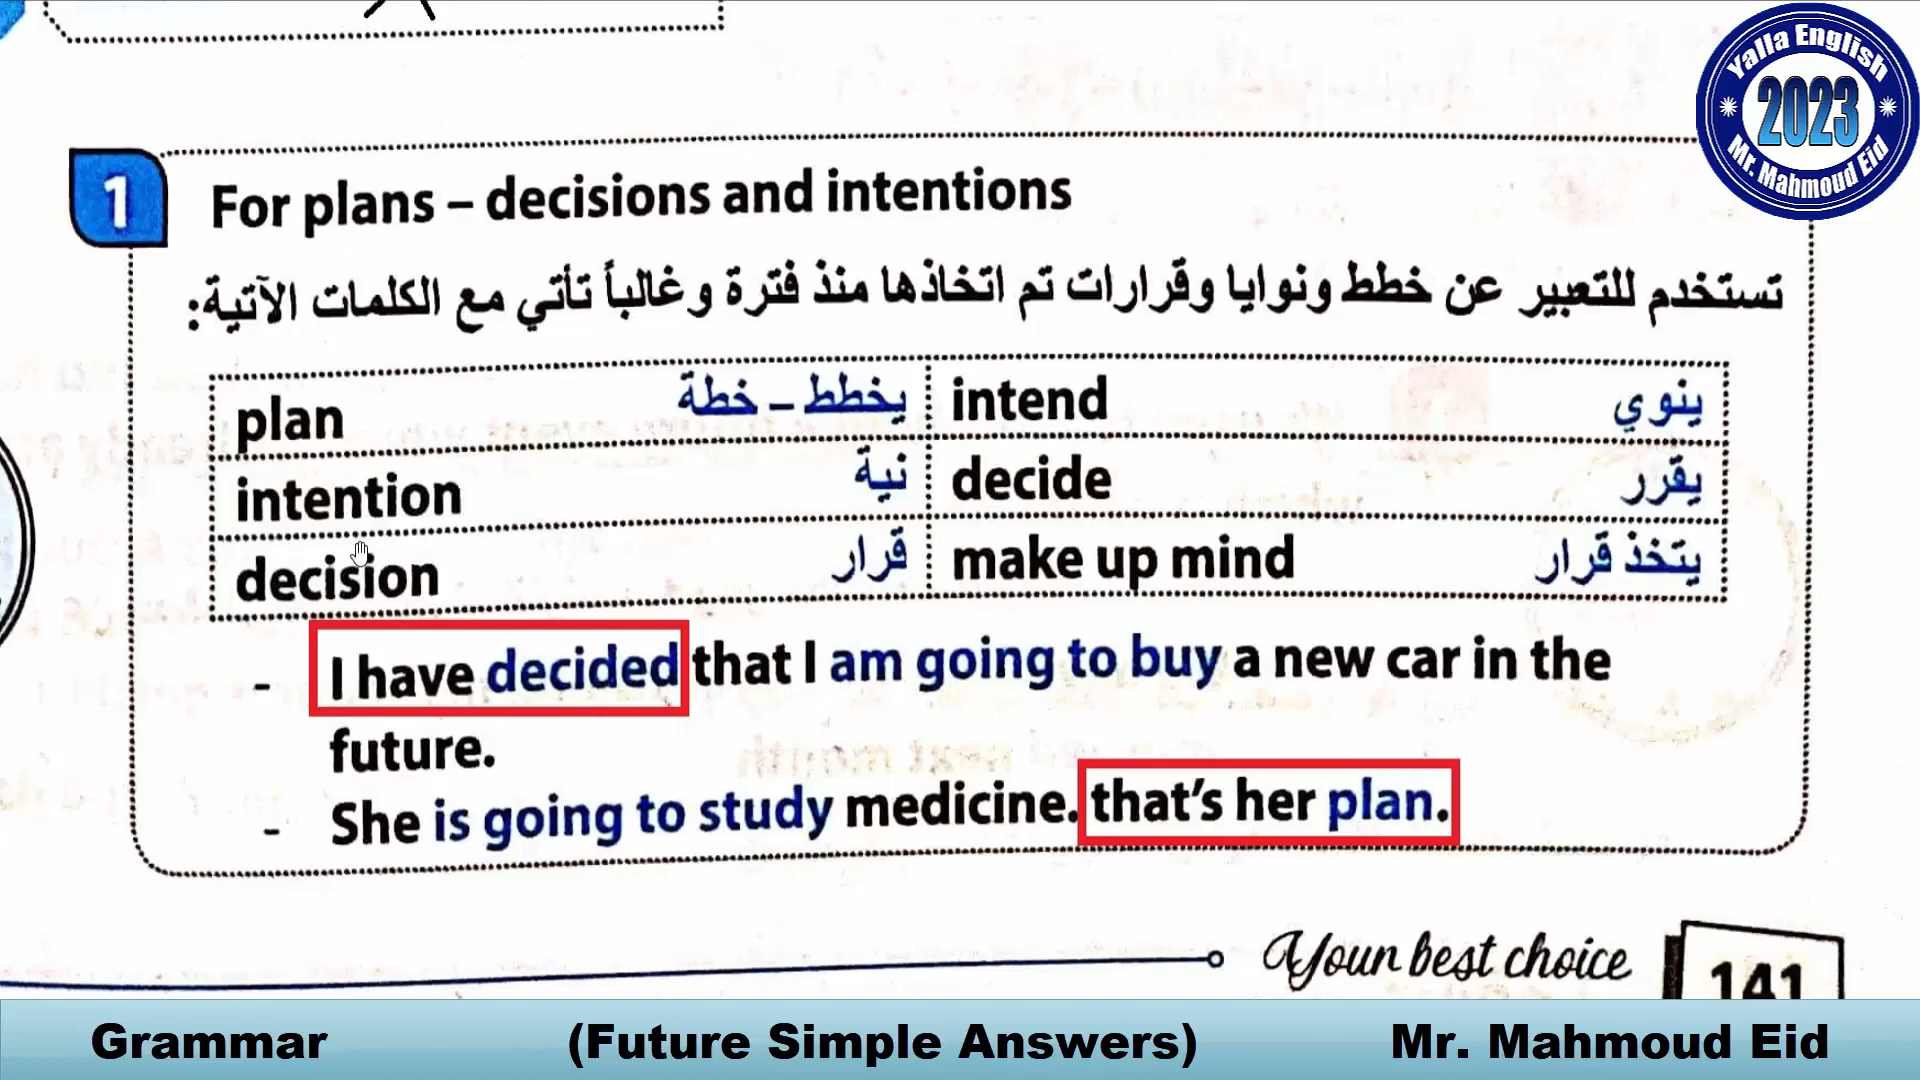 Yalla English
2023
Mr. Mahmoud Eid
1 For plans – decisions and intentions
تستخدم للتعبير عن خطط ونوايا وقرارات تم اتخاذها منذ فترة وغالباً تأتي مع الكلمات الآتية:
plan يخطط – خطة intend ينوي
intention نية decide يقرر
decision قرار make up mind يتخذ قرار
- I have decided that I am going to buy a new car in the
future.
- She is going to study medicine. that's her plan.
Your best choice 141
Grammar (Future Simple Answers) Mr. Mahmoud Eid